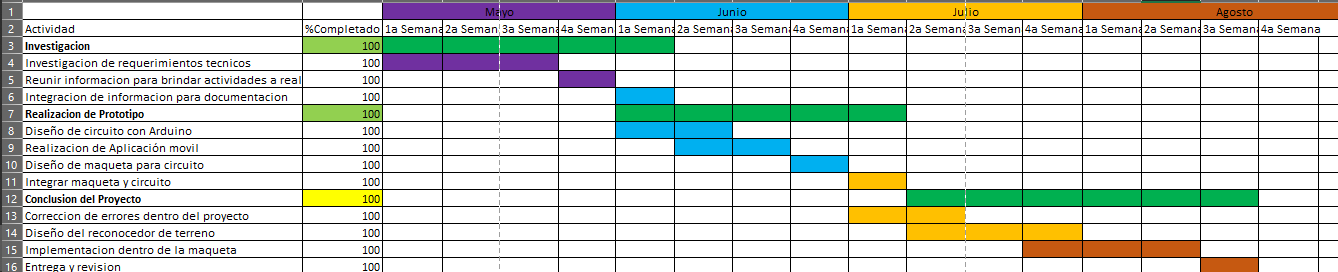 1 Mayo Junio Julio Agosto
2 Actividad %Completado 1a Semana 2a Semana 3a Semana 4a Semana 1a Semana 2a Semana 3a Semana 4a Semana 1a Semana 2a Semana 3a Semana 4a Semana 1a Semana 2a Semana 3a Semana 4a Semana
3 Investigacion 100
4 Investigacion de requerimientos tecnicos 100
5 Reunir informacion para brindar actividades a real 100
6 Integracion de informacion para documentacion 100
7 Realizacion de Prototipo 100
8 Diseño de circuito con Arduino 100
9 Realizacion de Aplicación movil 100
10 Diseño de maqueta para circuito 100
11 Integrar maqueta y circuito 100
12 Conclusion del Proyecto 100
13 Correccion de errores dentro del proyecto 100
14 Diseño del reconocedor de terreno 100
15 Implementacion dentro de la maqueta 100
16 Entrega y revision 100